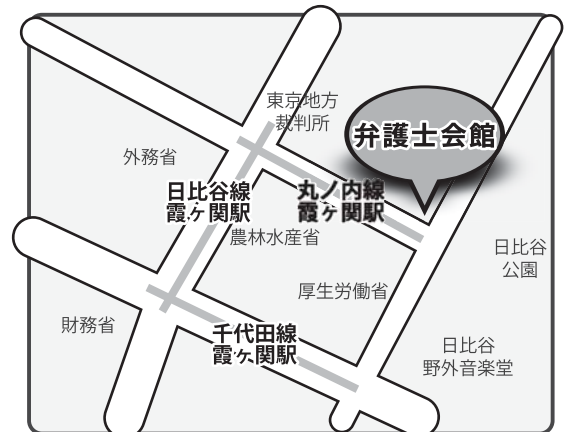 東京地方
裁判所
弁護士会館
外務省
日比谷線
霞ヶ関駅
丸ノ内線
霞ヶ関駅
農林水産省
日比谷
公園
厚生労働省
財務省
千代田線
霞ヶ関駅
日比谷
野外音楽堂